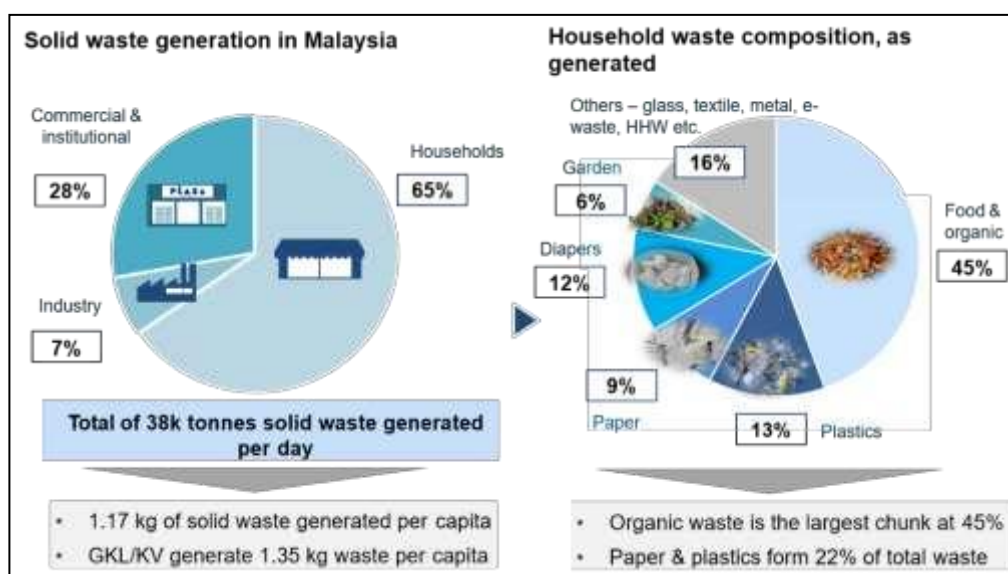 Solid waste generation in Malaysia
Commercial &
institutional
28%
Households
65%
PLAZA
Industry
7%
Total of 38k tonnes solid waste generated
per day
• 1.17 kg of solid waste generated per capita
• GKL/KV generate 1.35 kg waste per capita
Household waste composition, as
generated
Others – glass, textile, metal, e-
waste, HHW etc.
16%
Garden
6%
Diapers
12%
Food &
organic
45%
9%
Paper
13%
Plastics
• Organic waste is the largest chunk at 45%
• Paper & plastics form 22% of total waste